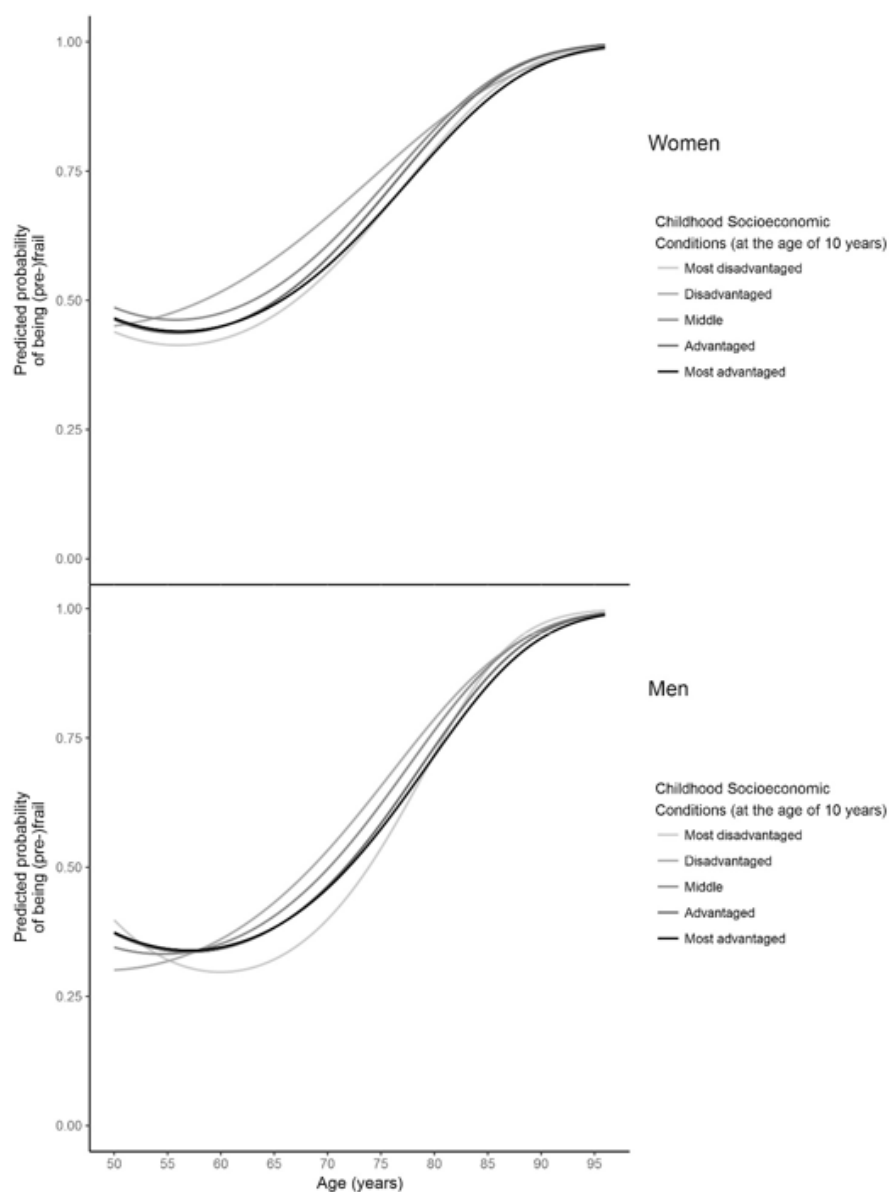 1.00
0.75
0.50
0.25
0.00
Predicted probability
of being (pre-)frail
Women
Childhood Socioeconomic
Conditions (at the age of 10 years)
Most disadvantaged
Disadvantaged
Middle
Advantaged
Most advantaged
1.00
0.75
0.50
0.25
0.00
Predicted probability
of being (pre-)frail
Men
Childhood Socioeconomic
Conditions (at the age of 10 years)
Most disadvantaged
Disadvantaged
Middle
Advantaged
Most advantaged
50 55 60 65 70 75 80 85 90 95
Age (years)